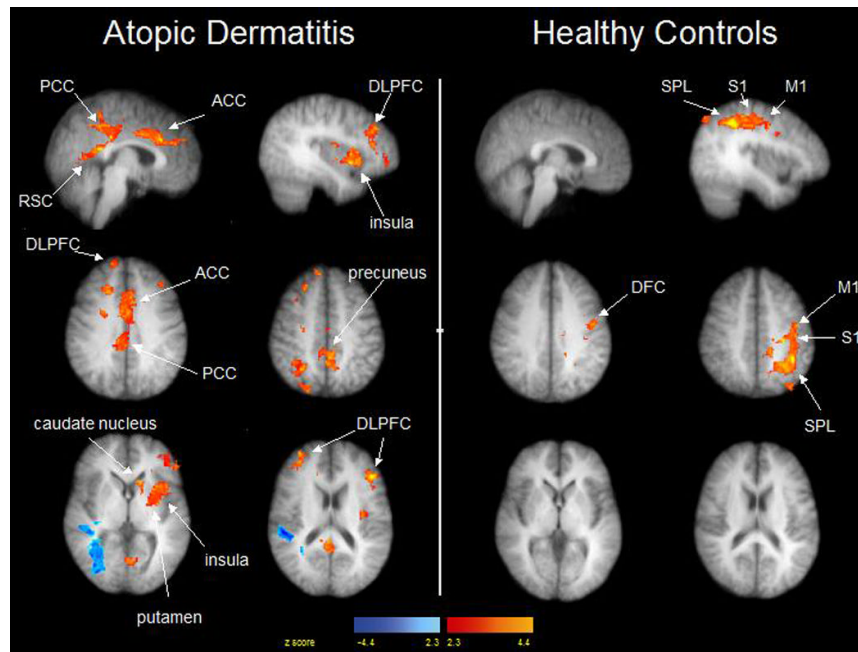 Atopic Dermatitis
Healthy Controls
PCC
ACC
DLPFC
RSC
insula
SPL
S1
M1
DLPFC
ACC
PCC
precuneus
DFC
M1
S1
SPL
caudate nucleus
DLPFC
insula
putamen
z score
-4.4
2.3
2.3
4.4